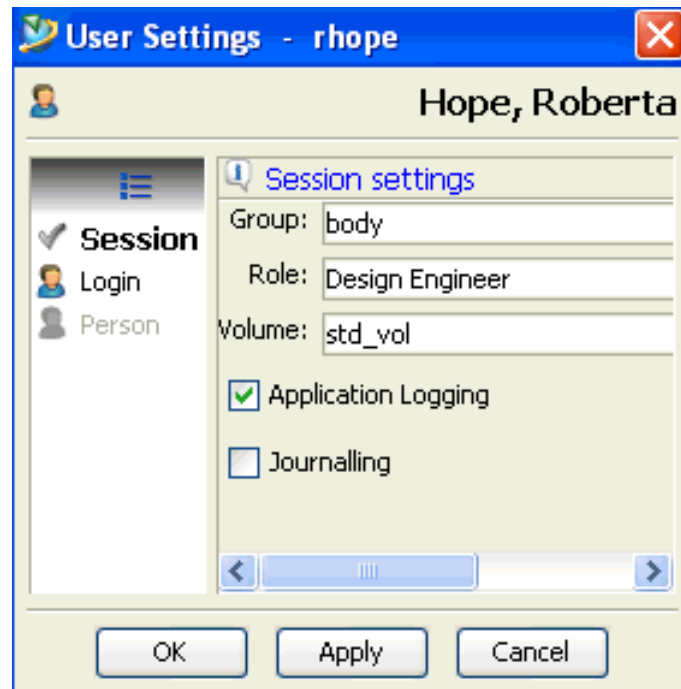 User Settings - rhope
Hope, Roberta
Session
Login
Person
Session settings
Group: body
Role: Design Engineer
Volume: std_vol
Application Logging
Journalling
OK Apply Cancel